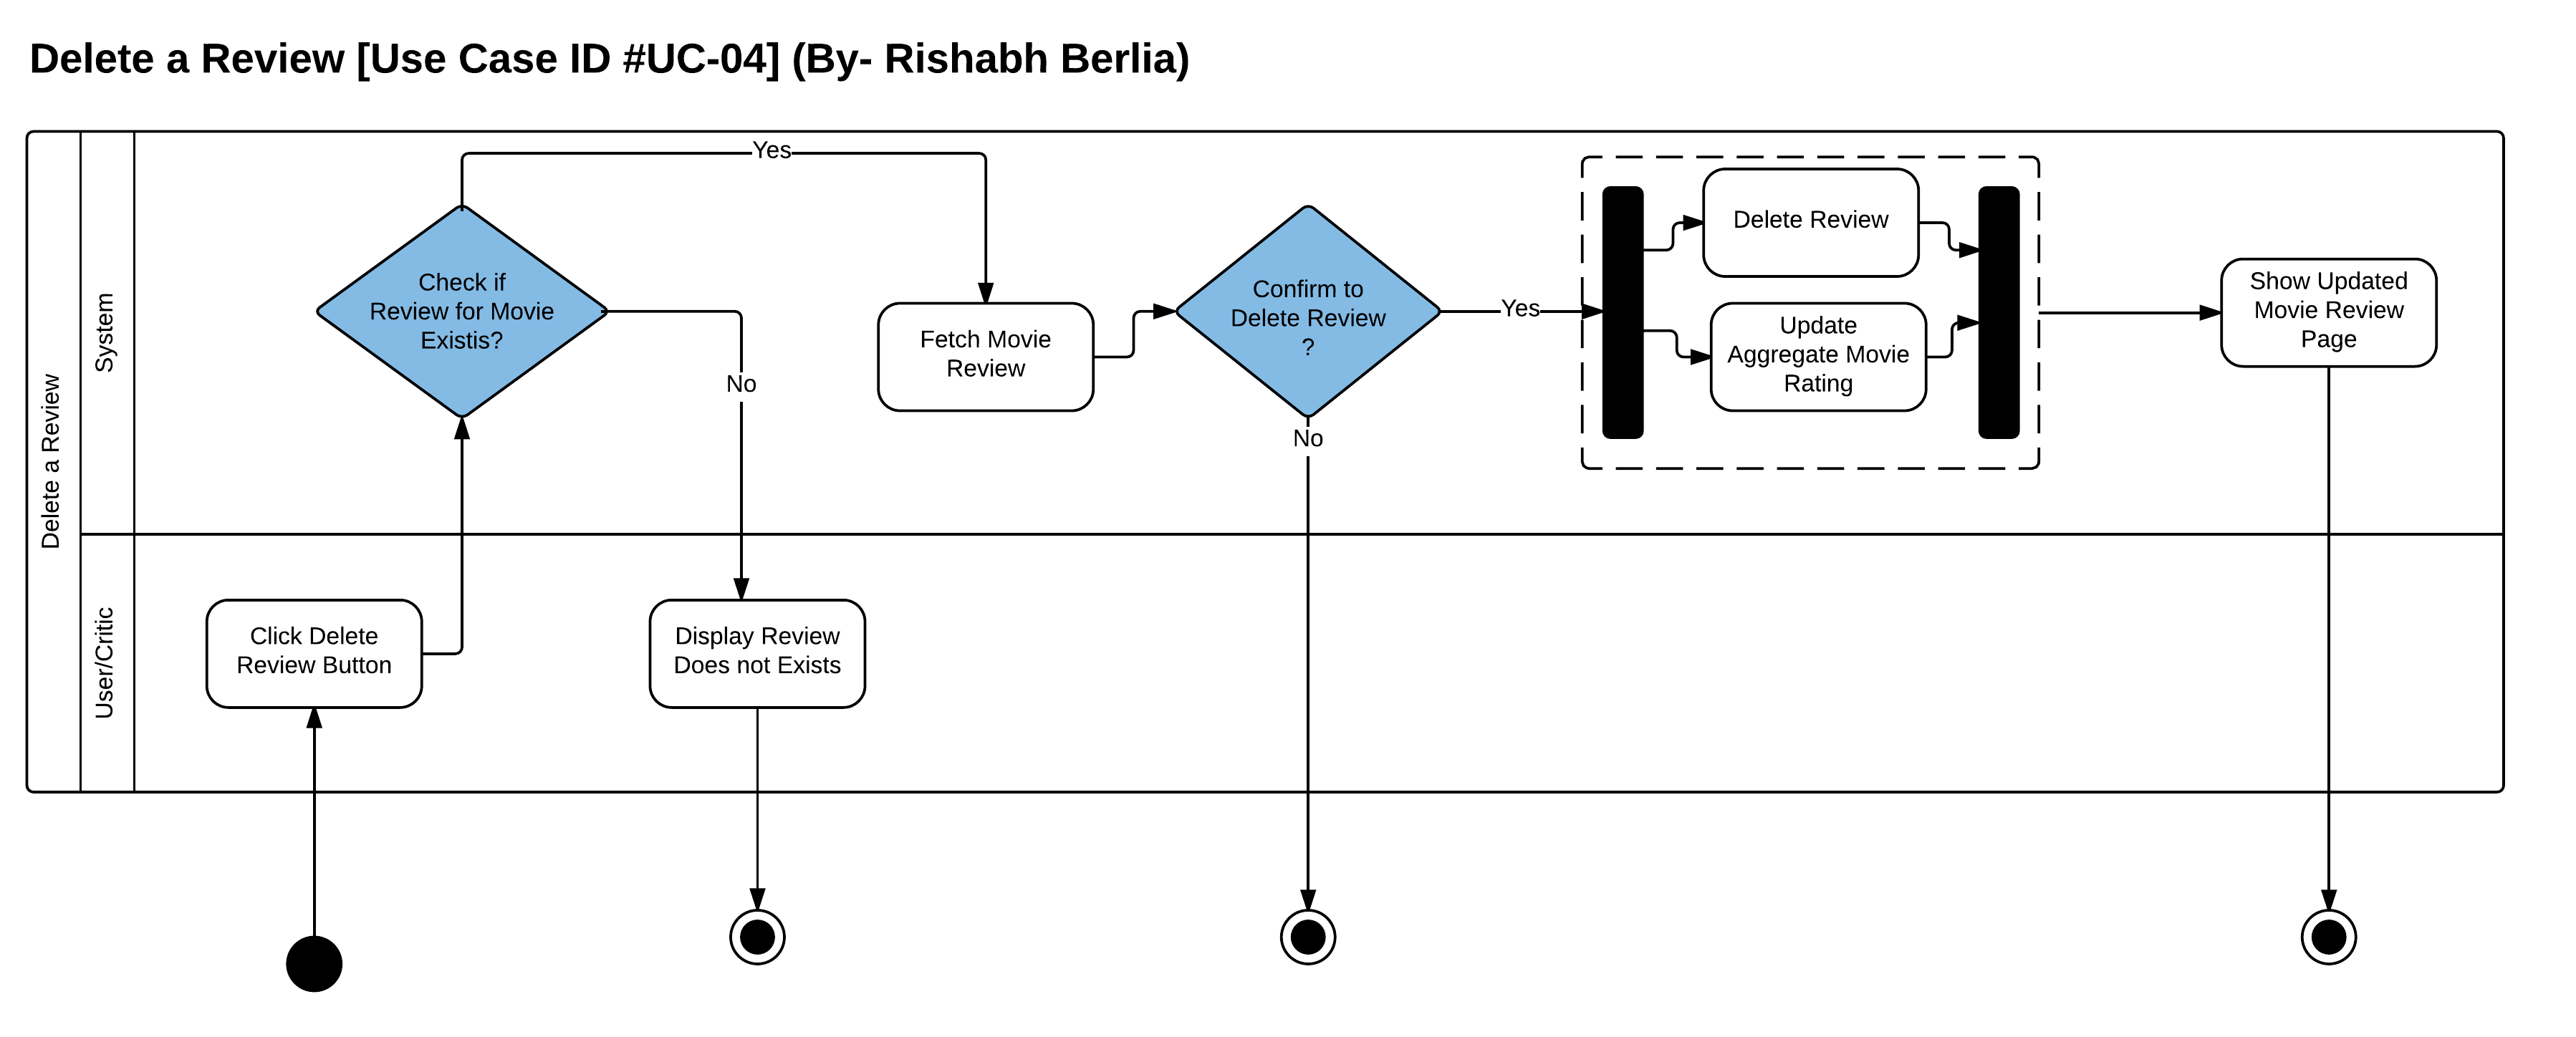 Delete a Review [Use Case ID #UC-04] (By- Rishabh Berlia)
Delete a Review
System
User/Critic
Yes
Check if
Review for Movie
Existis?
No
Fetch Movie
Review
Confirm to
Delete Review
?
Yes
No
Delete Review
Update
Aggregate Movie
Rating
Show Updated
Movie Review
Page
Click Delete
Review Button
Display Review
Does not Exists